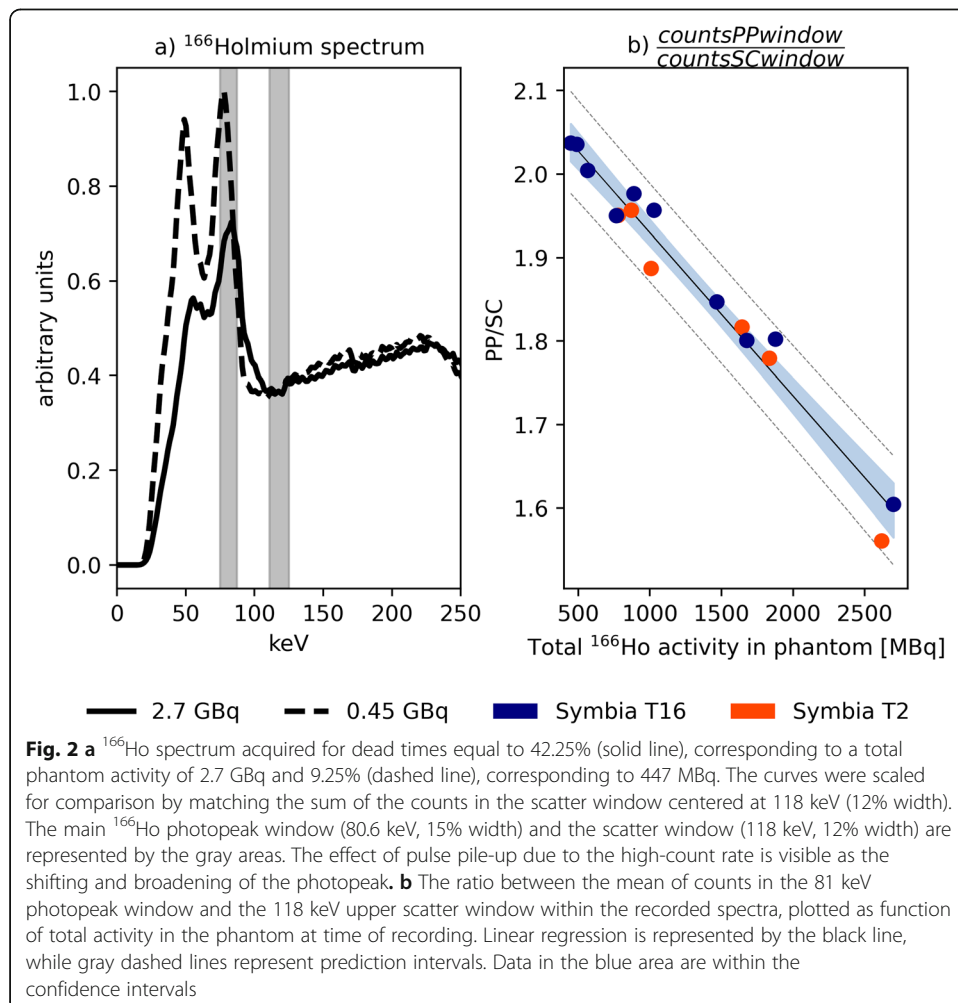 a) ¹⁶⁶Holmium spectrum
b) countsPPwindow
countsSCwindow
1.0
0.8
0.6
0.4
0.2
0.0
arbitrary units
0 50 100 150 200 250
keV
2.1
2.0
1.9
1.8
1.7
1.6
PP/SC
500 1000 1500 2000 2500
Total ¹⁶⁶Ho activity in phantom [MBq]
2.7 GBq 0.45 GBq Symbia T16 Symbia T2
Fig. 2 a ¹⁶⁶Ho spectrum acquired for dead times equal to 42.25% (solid line), corresponding to a total
phantom activity of 2.7 GBq and 9.25% (dashed line), corresponding to 447 MBq. The curves were scaled
for comparison by matching the sum of the counts in the scatter window centered at 118 keV (12% width).
The main ¹⁶⁶Ho photopeak window (80.6 keV, 15% width) and the scatter window (118 keV, 12% width) are
represented by the gray areas. The effect of pulse pile-up due to the high-count rate is visible as the
shifting and broadening of the photopeak. b The ratio between the mean of counts in the 81 keV
photopeak window and the 118 keV upper scatter window within the recorded spectra, plotted as function
of total activity in the phantom at time of recording. Linear regression is represented by the black line,
while gray dashed lines represent prediction intervals. Data in the blue area are within the
confidence intervals